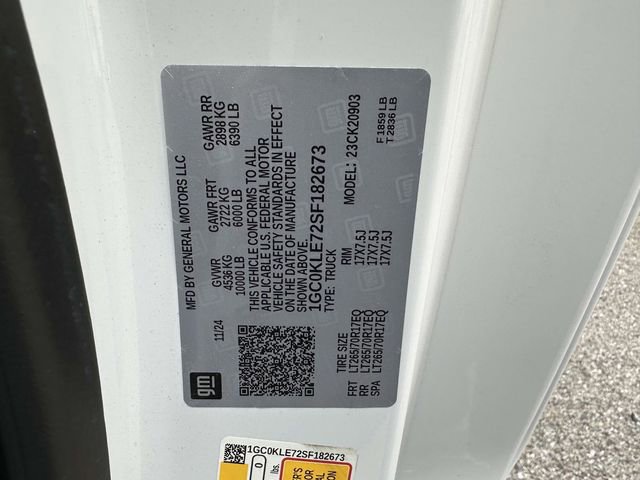 MFD BY GENERAL MOTORS LLC
11/24
GVWR
4536 KG
10000 LB
GAWR FRT
2722 KG
6000 LB
GAWR RR
2898 KG
6390 LB
THIS VEHICLE CONFORMS TO ALL
APPLICABLE U.S. FEDERAL MOTOR
VEHICLE SAFETY STANDARDS IN EFFECT
ON THE DATE OF MANUFACTURE
SHOWN ABOVE.
1GC0KLE72SF182673
TYPE: TRUCK
MODEL: 23CK20903
TIRE SIZE
RIM
FRT LT265/70R17EQ 17X7.5J
RR LT265/70R17EQ 17X7.5J
SPA LT265/70R17EQ 17X7.5J
F 1859 LB
T 2836 LB
gm
1GC0KLE72SF182673
0
lbs.